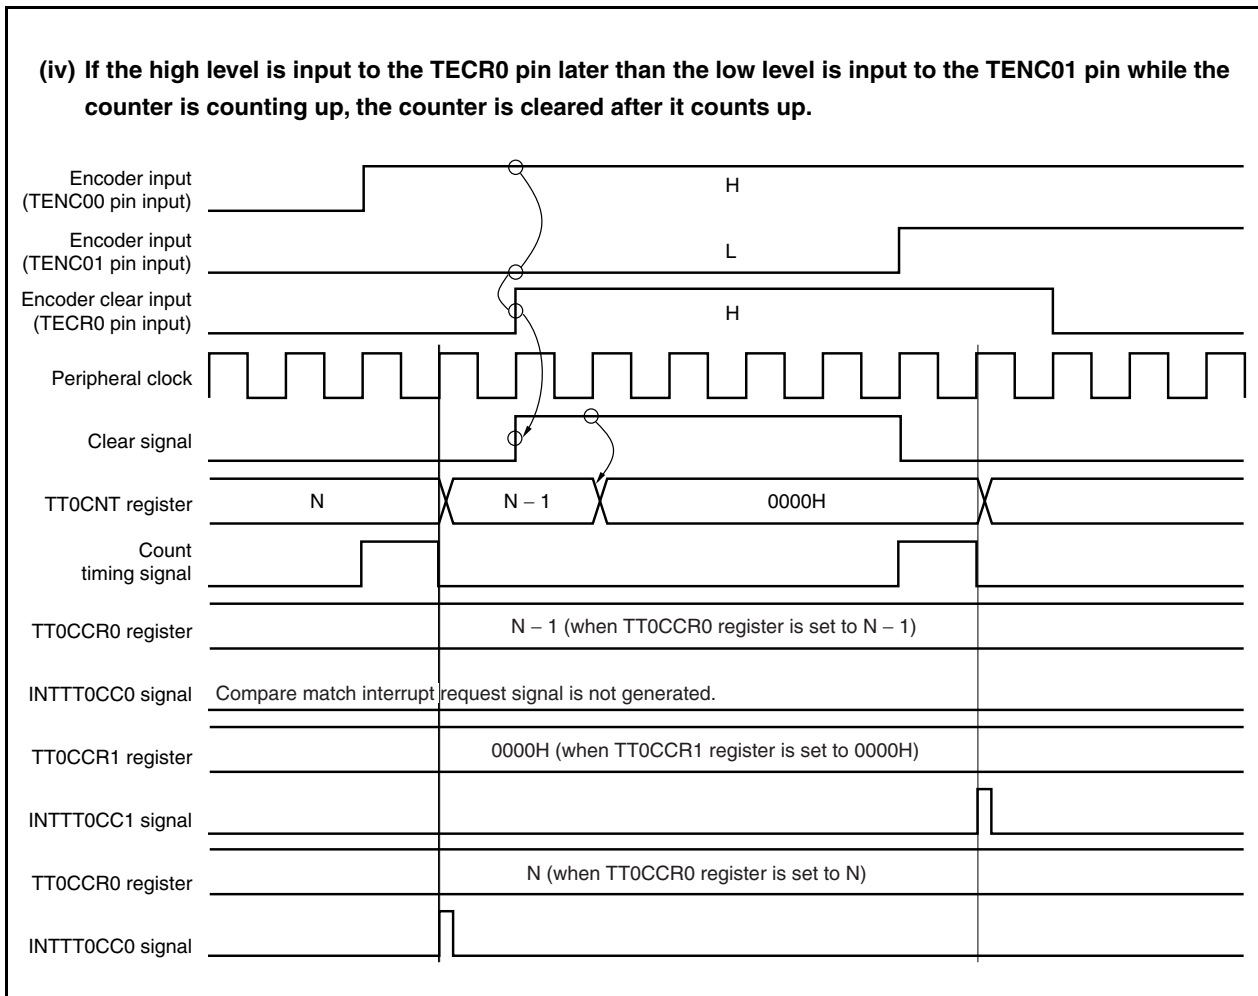 (iv) If the high level is input to the TECR0 pin later than the low level is input to the TENC01 pin while the
counter is counting up, the counter is cleared after it counts up.
Encoder input
(TENC00 pin input)
H
Encoder input
(TENC01 pin input)
L
Encoder clear input
(TECR0 pin input)
H
Peripheral clock
Clear signal
TT0CNT register
N
N – 1
0000H
Count
timing signal
TT0CCR0 register
N – 1 (when TT0CCR0 register is set to N – 1)
INTTT0CC0 signal
Compare match interrupt request signal is not generated.
TT0CCR1 register
0000H (when TT0CCR1 register is set to 0000H)
INTTT0CC1 signal
TT0CCR0 register
N (when TT0CCR0 register is set to N)
INTTT0CC0 signal